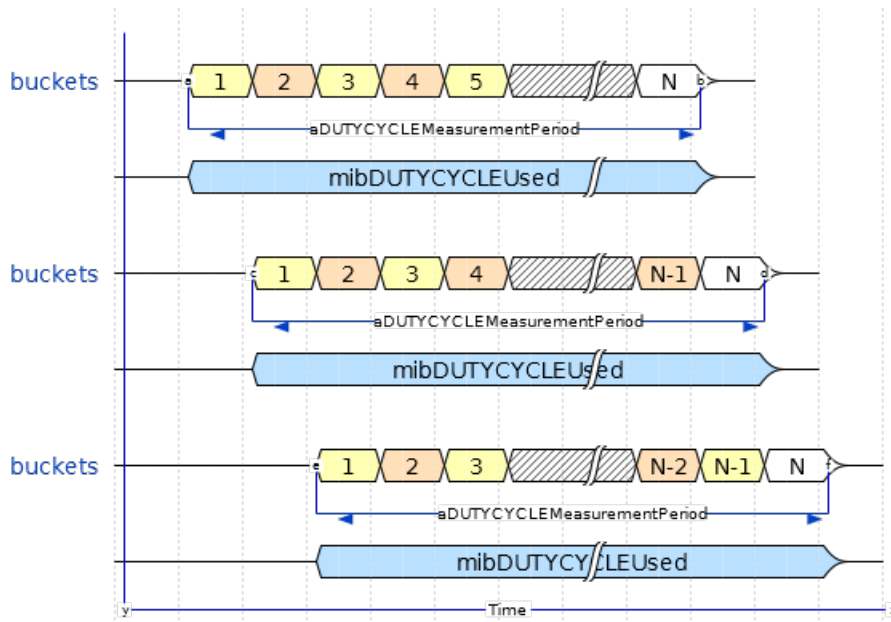 buckets a 1 2 3 4 5 N b
aDUTYCYCLEMeasurementPeriod
mibDUTYCYCLEUsed
buckets c 1 2 3 4 N-1 N d
aDUTYCYCLEMeasurementPeriod
mibDUTYCYCLEUsed
buckets e 1 2 3 N-2 N-1 N f
aDUTYCYCLEMeasurementPeriod
mibDUTYCYCLEUsed
y Time